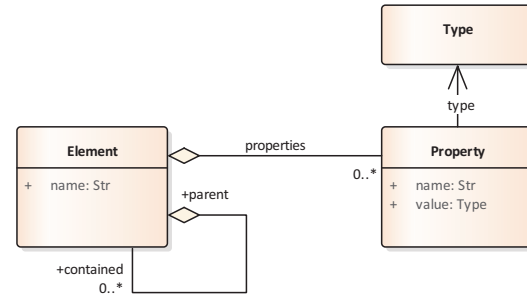 Type
type
Element
+ name: Str
properties
0..*
Property
+ name: Str
+ value: Type
+parent
+contained
0..*